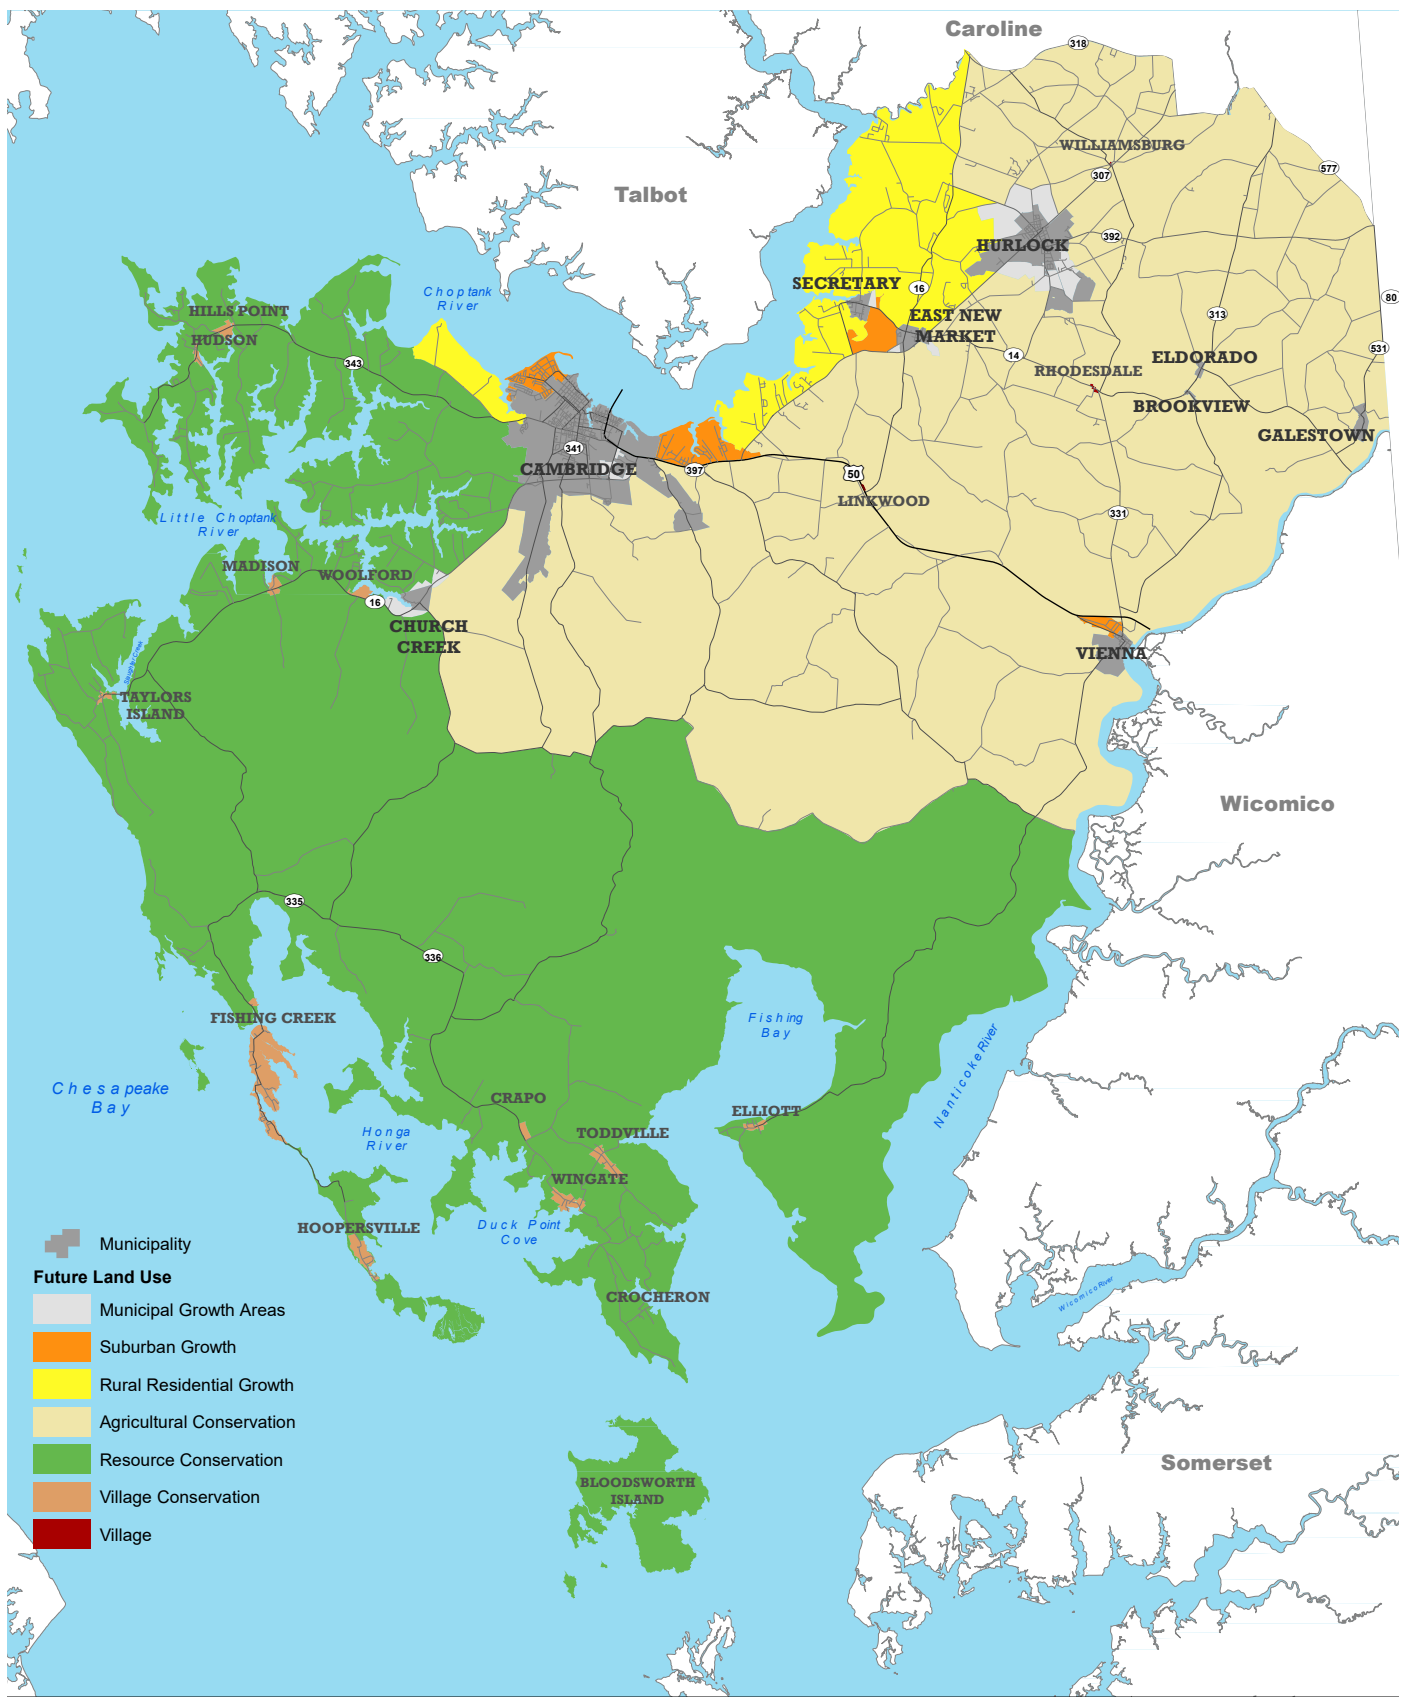 Caroline
318
WILLIAMSBURG
577
307
Talbot
392
HURLOCK
SECRETARY
16
Choptank
River
80
HILLS POINT
EAST NEW
MARKET
313
HUDSON
531
343
14
ELDORADO
RHODESDALE
BROOKVIEW
GALESTOWN
341
CAMBRIDGE
397
50
LINKWOOD
331
Little Choptank
River
MADISON
WOOLFORD
16
CHURCH
CREEK
VIENNA
Slaughter Creek
TAYLORS
ISLAND
Wicomico
335
336
FISHING CREEK
Fishing
Bay
Nanticoke River
Chesapeake
Bay
CRAPO
ELLIOTT
Honga
River
TODDVILLE
WINGATE
HOOPERSVILLE
Duck Point
Cove
Wicomico River
CROCHERON
Municipality
Future Land Use
Municipal Growth Areas
Suburban Growth
Rural Residential Growth
Agricultural Conservation
Resource Conservation
Village Conservation
Village
BLOODSWORTH
ISLAND
Somerset